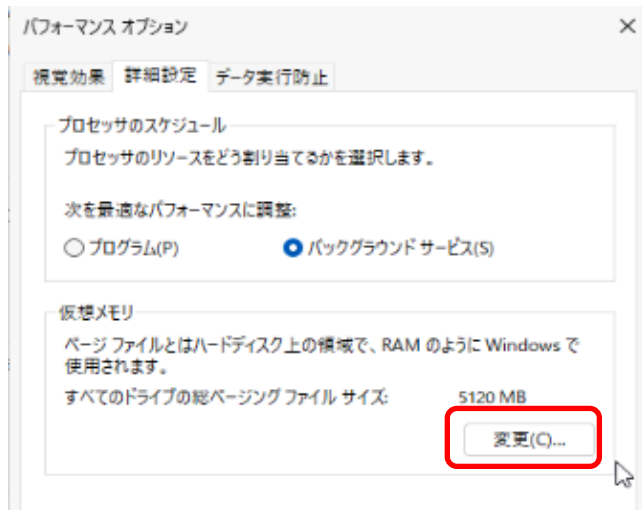 パフォーマンス オプション
視覚効果 詳細設定 データ実行防止
プロセッサのスケジュール
プロセッサのリソースをどう割り当てるかを選択します。
次を最適なパフォーマンスに調整:
プログラム(P) バックグラウンド サービス(S)
仮想メモリ
ページ ファイルとはハードディスク上の領域で、RAM のように Windows で
使用されます。
すべてのドライブの総ページング ファイル サイズ: 5120 MB
変更(C)...